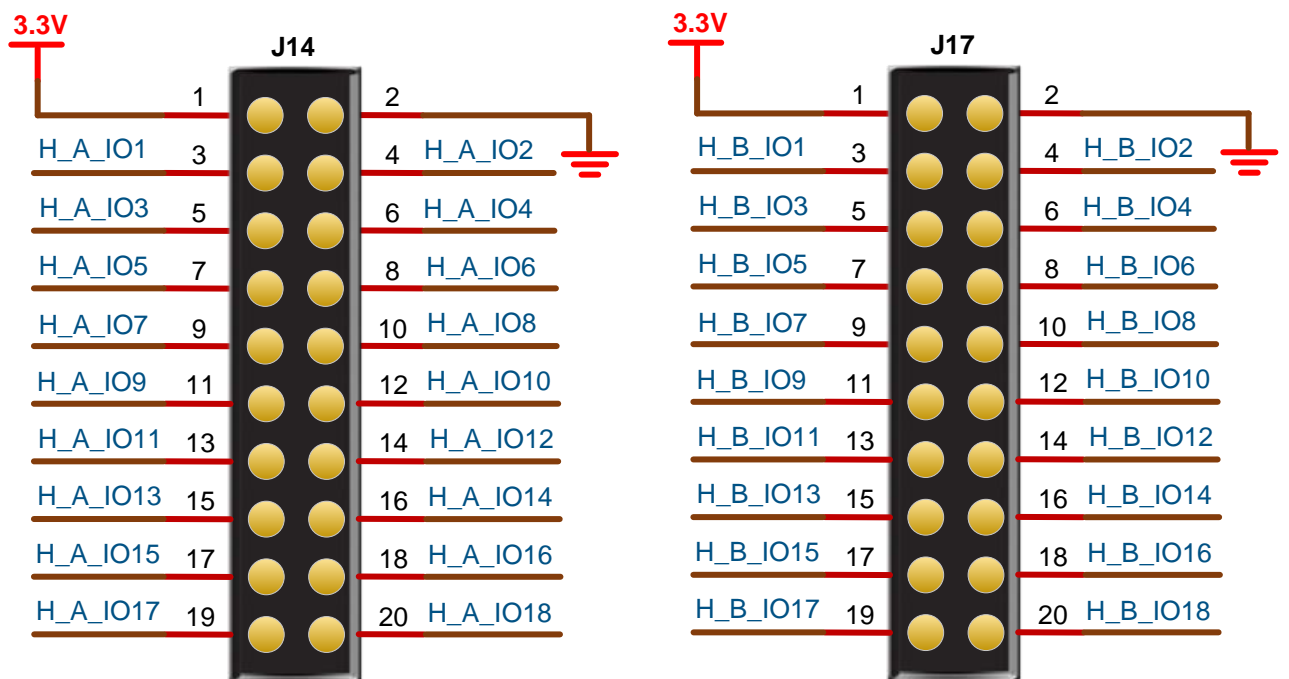 3.3V
J14
1 2
H_A_IO1 3 4 H_A_IO2
H_A_IO3 5 6 H_A_IO4
H_A_IO5 7 8 H_A_IO6
H_A_IO7 9 10 H_A_IO8
H_A_IO9 11 12 H_A_IO10
H_A_IO11 13 14 H_A_IO12
H_A_IO13 15 16 H_A_IO14
H_A_IO15 17 18 H_A_IO16
H_A_IO17 19 20 H_A_IO18
3.3V
J17
1 2
H_B_IO1 3 4 H_B_IO2
H_B_IO3 5 6 H_B_IO4
H_B_IO5 7 8 H_B_IO6
H_B_IO7 9 10 H_B_IO8
H_B_IO9 11 12 H_B_IO10
H_B_IO11 13 14 H_B_IO12
H_B_IO13 15 16 H_B_IO14
H_B_IO15 17 18 H_B_IO16
H_B_IO17 19 20 H_B_IO18